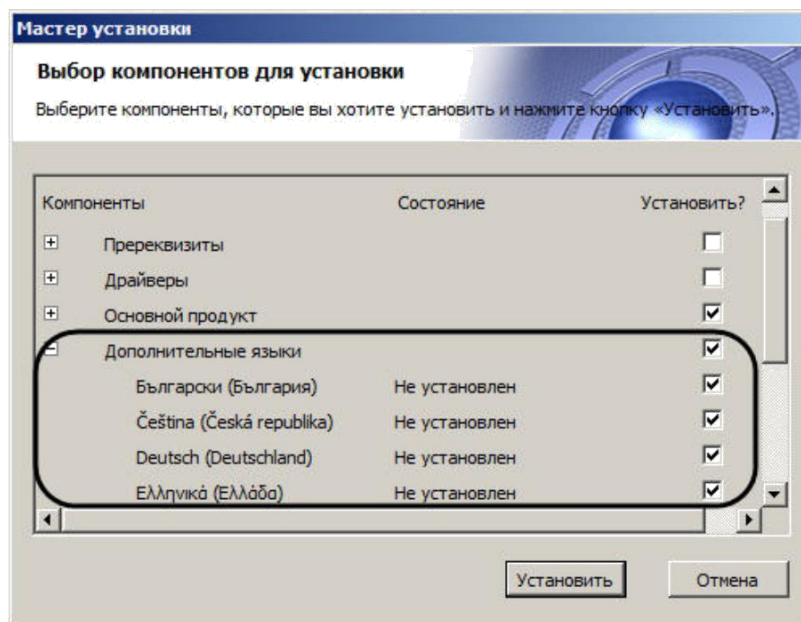 Мастер установки
Выбор компонентов для установки
Выберите компоненты, которые вы хотите установить и нажмите кнопку «Установить».
Компоненты Состояние Установить?
Пререквизиты
Драйверы
Основной продукт
Дополнительные языки
Български (България) Не установлен
Čeština (Česká republika) Не установлен
Deutsch (Deutschland) Не установлен
Ελληνικά (Ελλάδα) Не установлен
Установить Отмена